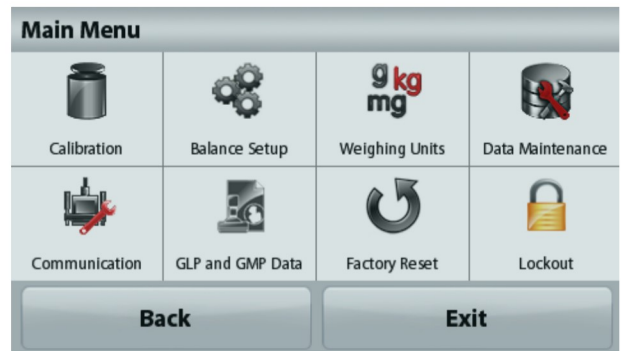 Main Menu
g kg
mg
Calibration
Balance Setup
Weighing Units
Data Maintenance
Communication
GLP and GMP Data
Factory Reset
Lockout
Back
Exit